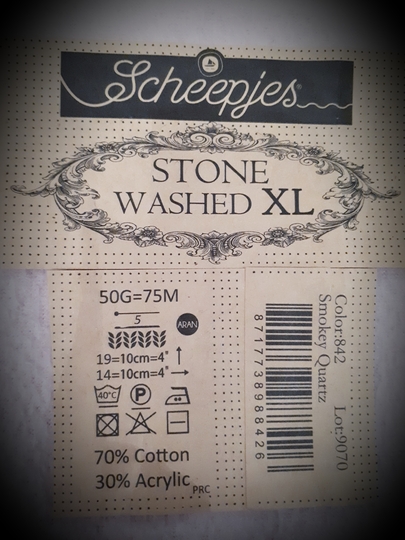 Scheepjes
STONE
WASHED XL
50G=75M
5
ARAN
19=10cm=4"
14=10cm=4"
40°C
P
70% Cotton
30% Acrylic
PRC
Color:842 Lot:9070
Smokey Quartz
8717738988426